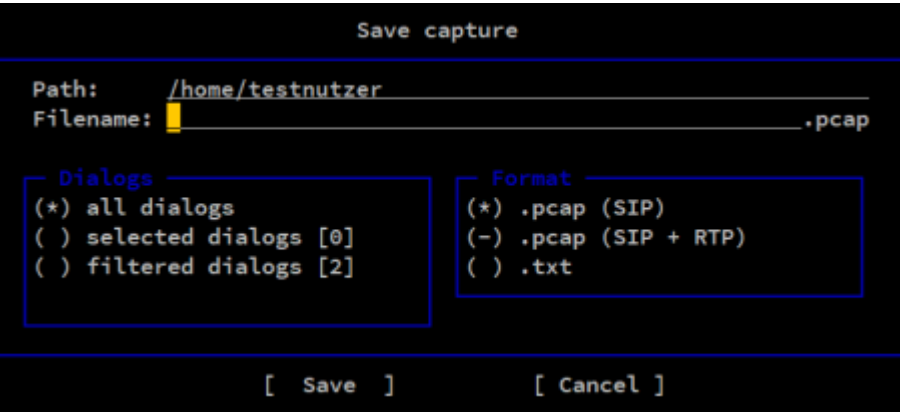 Save capture
Path: /home/testnutzer
Filename: .pcap
Dialogs
(*) all dialogs
( ) selected dialogs [0]
( ) filtered dialogs [2]
Format
(*) .pcap (SIP)
(-) .pcap (SIP + RTP)
( ) .txt
[ Save ] [ Cancel ]